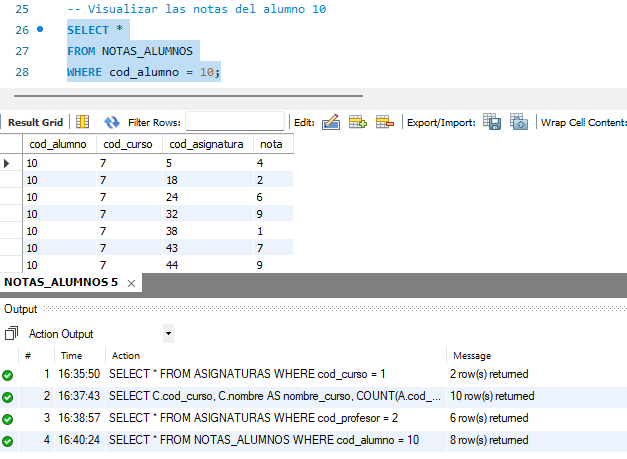 25 -- Visualizar las notas del alumno 10
26 SELECT *
27 FROM NOTAS_ALUMNOS
28 WHERE cod_alumno = 10;
Result Grid Filter Rows: Edit: Export/Import: Wrap Cell Content:
cod_alumno cod_curso cod_asignatura nota
10 7 5 4
10 7 18 2
10 7 24 6
10 7 32 9
10 7 38 1
10 7 43 7
10 7 44 9
NOTAS_ALUMNOS 5 ×
Output
Action Output
# Time Action Message
1 16:35:50 SELECT * FROM ASIGNATURAS WHERE cod_curso = 1 2 row(s) returned
2 16:37:43 SELECT C.cod_curso, C.nombre AS nombre_curso, COUNT(A.cod_... 10 row(s) returned
3 16:38:57 SELECT * FROM ASIGNATURAS WHERE cod_profesor = 2 6 row(s) returned
4 16:40:24 SELECT * FROM NOTAS_ALUMNOS WHERE cod_alumno = 10 8 row(s) returned